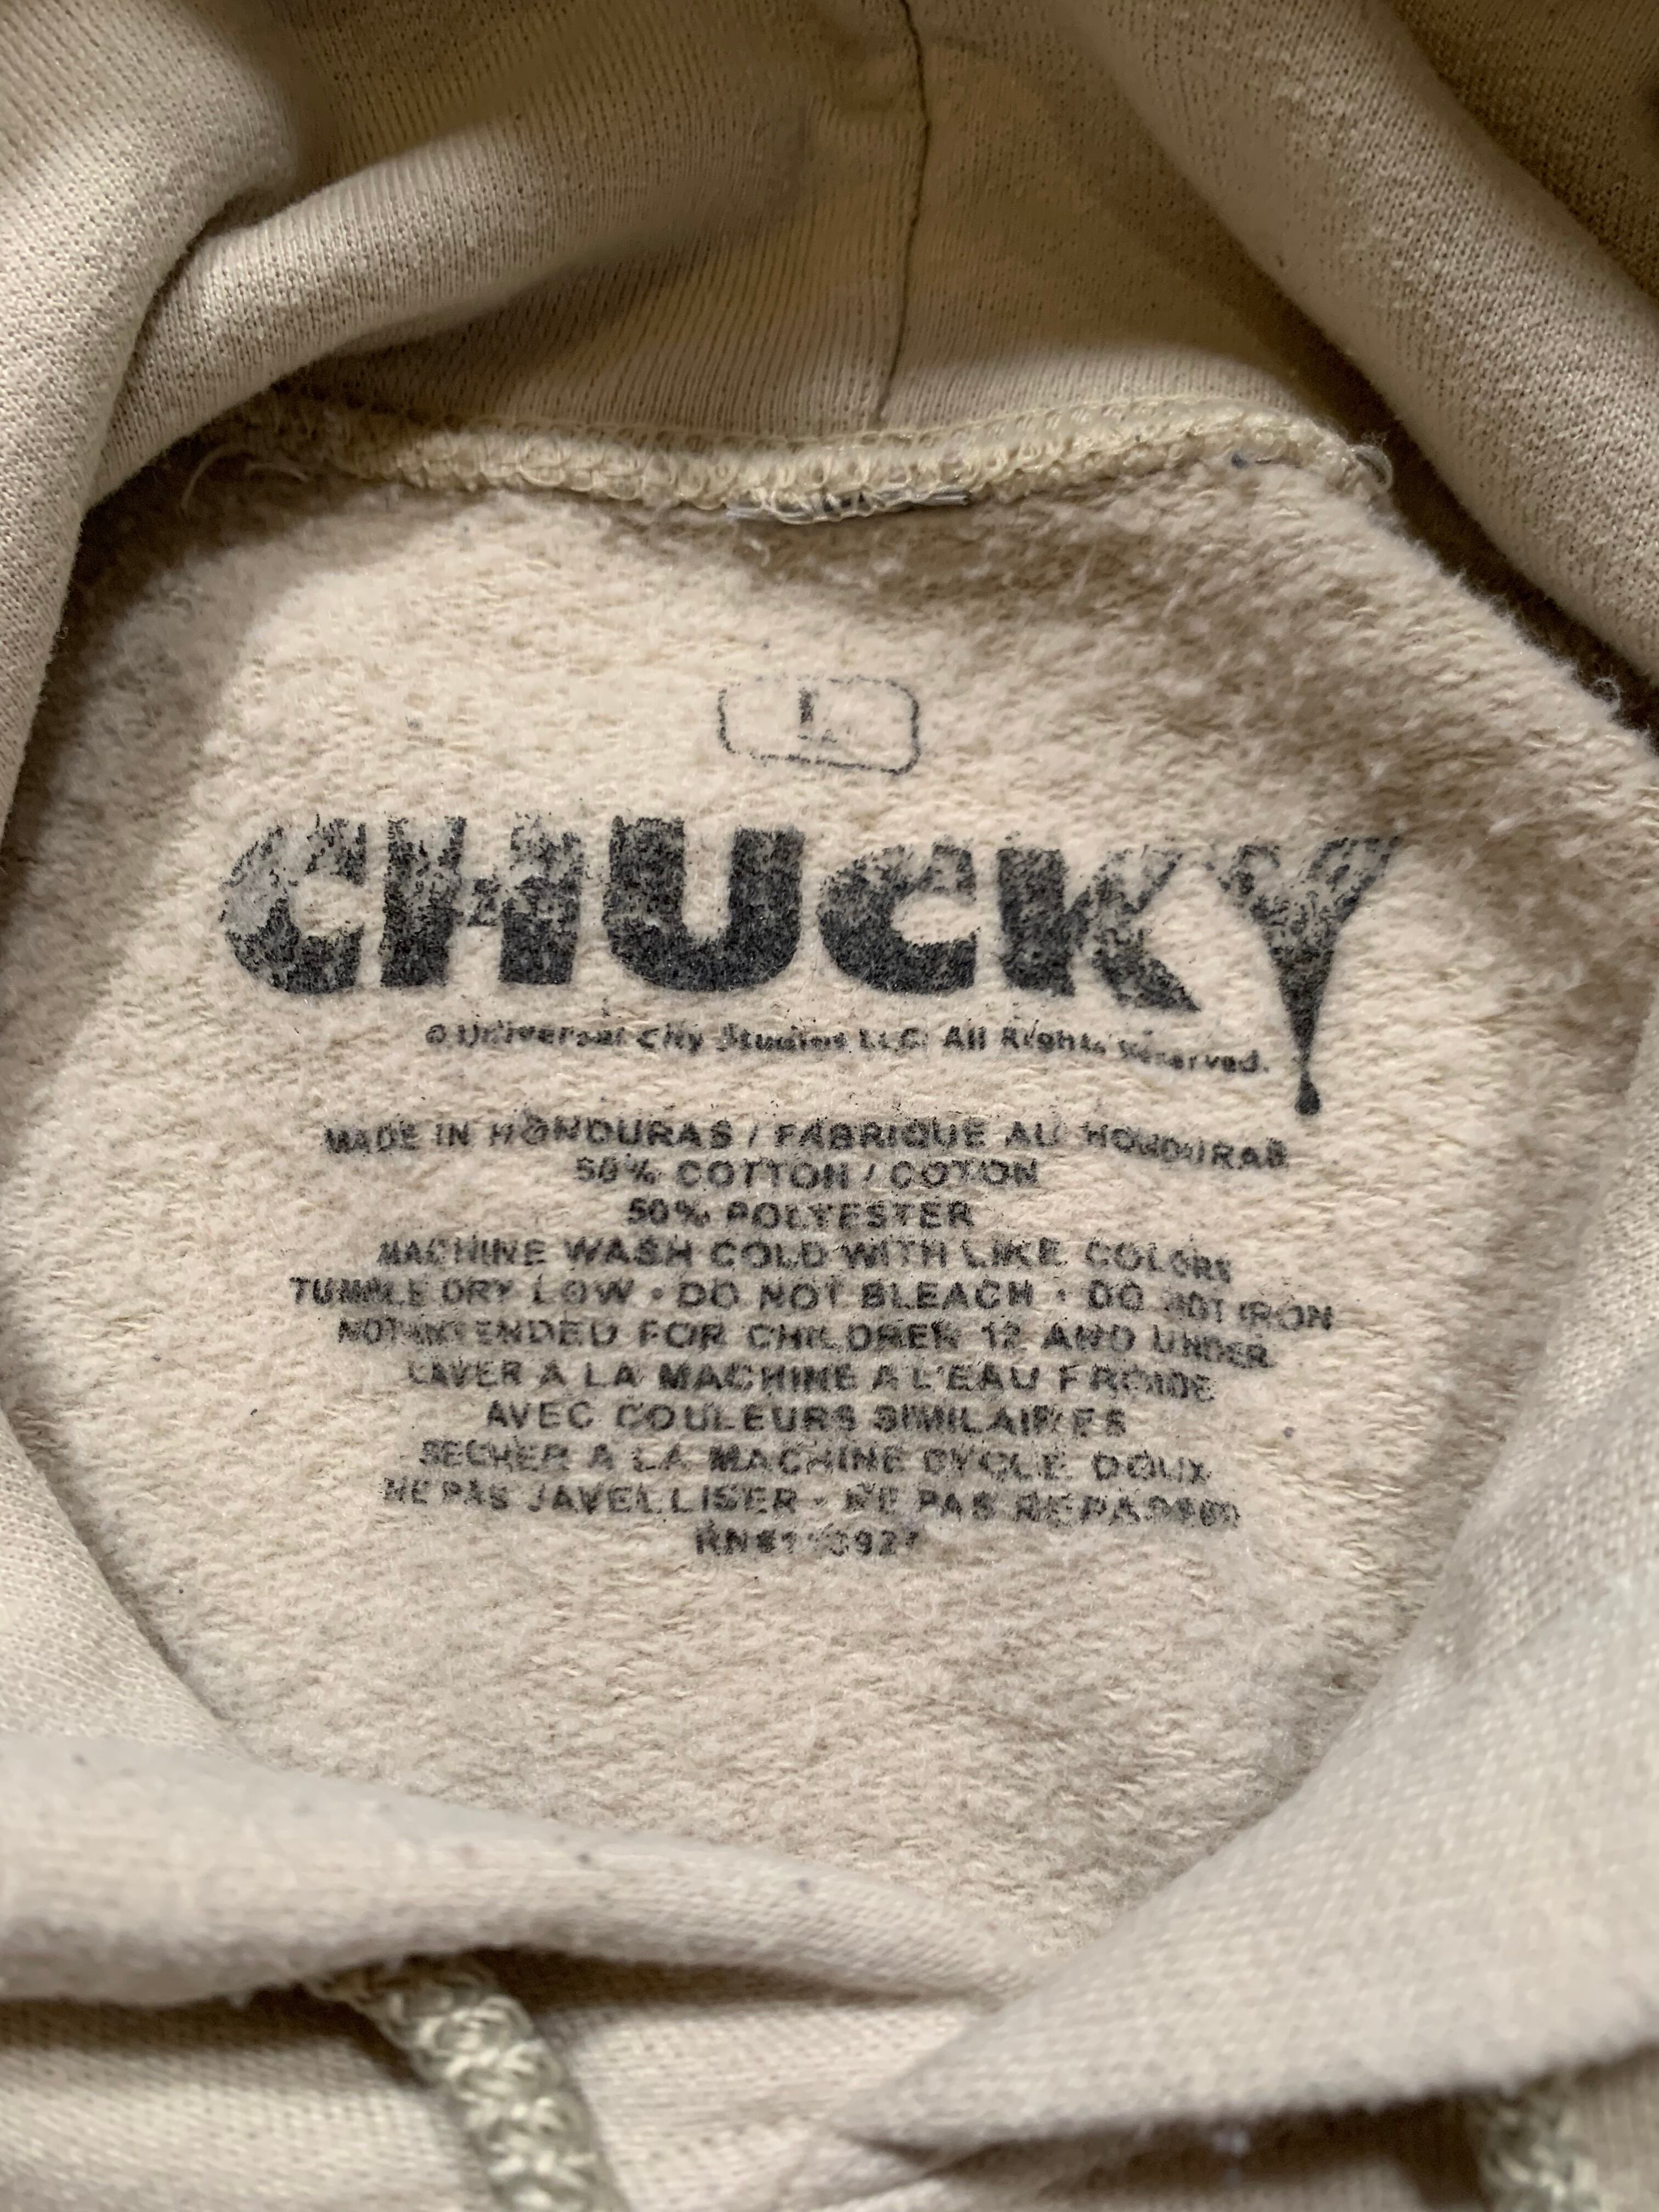 L
CHUCKY
© Universal City Studios LLC. All Rights Reserved.
MADE IN HONDURAS / FABRIQUE AU HONDURAS
50% COTTON / COTON
50% POLYESTER
MACHINE WASH COLD WITH LIKE COLORS
TUMBLE DRY LOW • DO NOT BLEACH • DO NOT IRON
NOT INTENDED FOR CHILDREN 12 AND UNDER
LAVER A LA MACHINE A L'EAU FROIDE
AVEC COULEURS SIMILAIRES
SECHER A LA MACHINE CYCLE DOUX
NE PAS JAVELLISER - NE PAS REPASSER